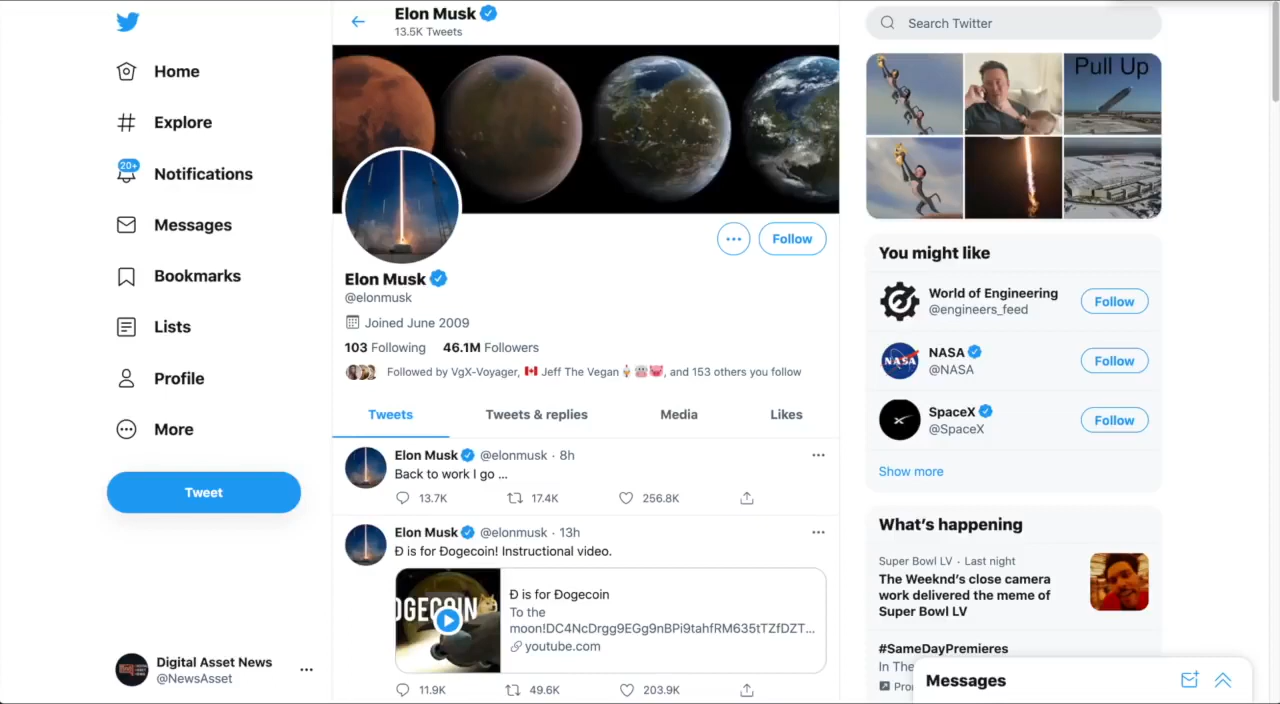 Home
Explore
20+
Notifications
Messages
Bookmarks
Lists
Profile
More
Tweet
Digital Asset News
@NewsAsset
Elon Musk
13.5K Tweets
Follow
Elon Musk
@elonmusk
Joined June 2009
103 Following 46.1M Followers
Followed by VgX-Voyager, Jeff The Vegan, and 153 others you follow
Tweets Tweets & replies Media Likes
Elon Musk @elonmusk · 8h
Back to work I go ...
13.7K 17.4K 256.8K
Elon Musk @elonmusk · 13h
Ð is for Ðogecoin! Instructional video.
OGECOIN
Ð is for Ðogecoin
To the
moon!DC4NcDrgg9EGg9nBPi9tahfRM635tTZfDZT...
youtube.com
11.9K 49.6K 203.9K
Search Twitter
Pull Up
You might like
World of Engineering
@engineers_feed
Follow
NASA
NASA
@NASA
Follow
SpaceX
@SpaceX
Follow
Show more
What's happening
Super Bowl LV · Last night
The Weeknd's close camera
work delivered the meme of
Super Bowl LV
#SameDayPremieres
In The
Pro
Messages